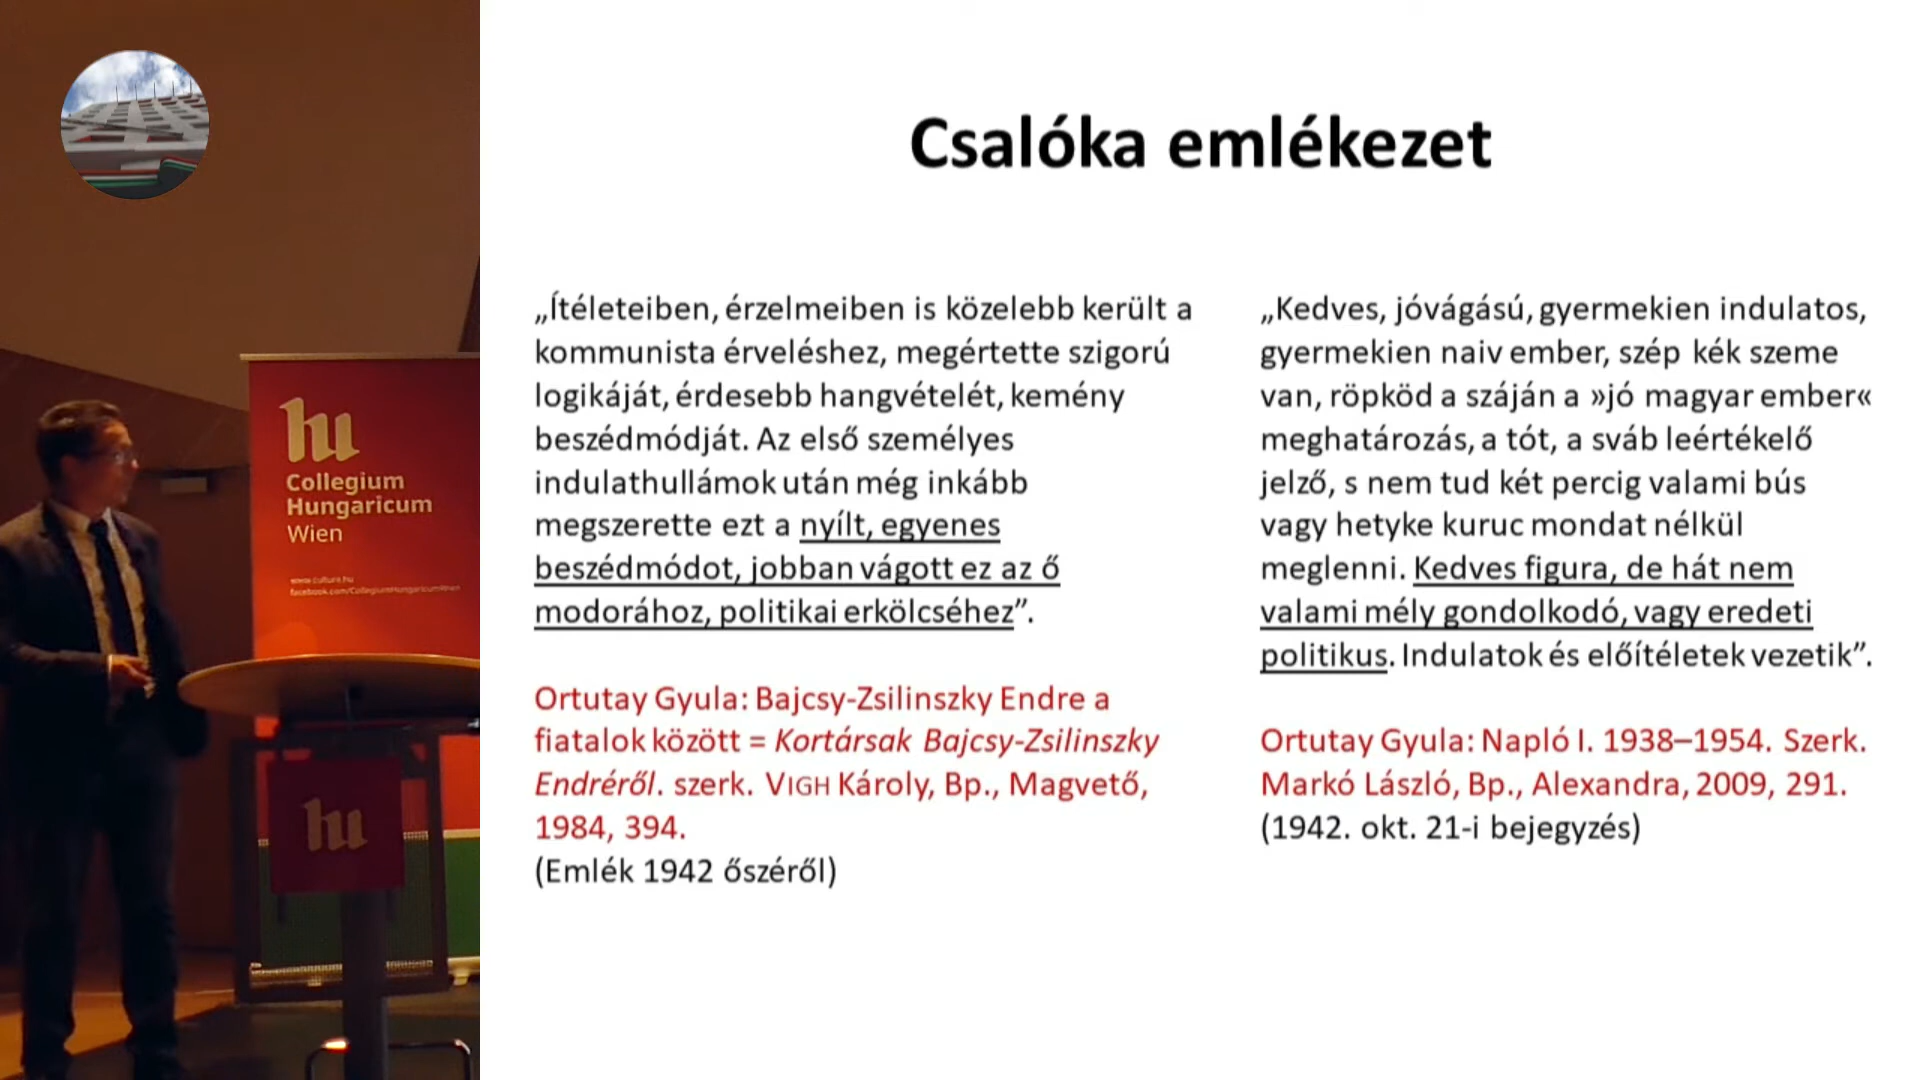 Csalóka emlékezet
„Ítéleteiben, érzelmeiben is közelebb került a
kommunista érveléshez, megértette szigorú
logikáját, érdesebb hangvételét, kemény
beszédmódját. Az első személyes
indulathullámok után még inkább
megszerette ezt a nyílt, egyenes
beszédmódot, jobban vágott ez az ő
modorához, politikai erkölcséhez”.
Ortutay Gyula: Bajcsy-Zsilinszky Endre a
fiatalok között = Kortársak Bajcsy-Zsilinszky
Endréről. szerk. VIGH Károly, Bp., Magvető,
1984, 394.
(Emlék 1942 őszéről)
„Kedves, jóvágású, gyermekien indulatos,
gyermekien naiv ember, szép kék szeme
van, röpköd a száján a »jó magyar ember«
meghatározás, a tót, a sváb leértékelő
jelző, s nem tud két percig valami bús
vagy hetyke kuruc mondat nélkül
meglenni. Kedves figura, de hát nem
valami mély gondolkodó, vagy eredeti
politikus. Indulatok és előítéletek vezetik”.
Ortutay Gyula: Napló I. 1938–1954. Szerk.
Markó László, Bp., Alexandra, 2009, 291.
(1942. okt. 21-i bejegyzés)
hu
Collegium
Hungaricum
Wien
www.culture.hu
facebook.com/CollegiumHungaricumWien
hu